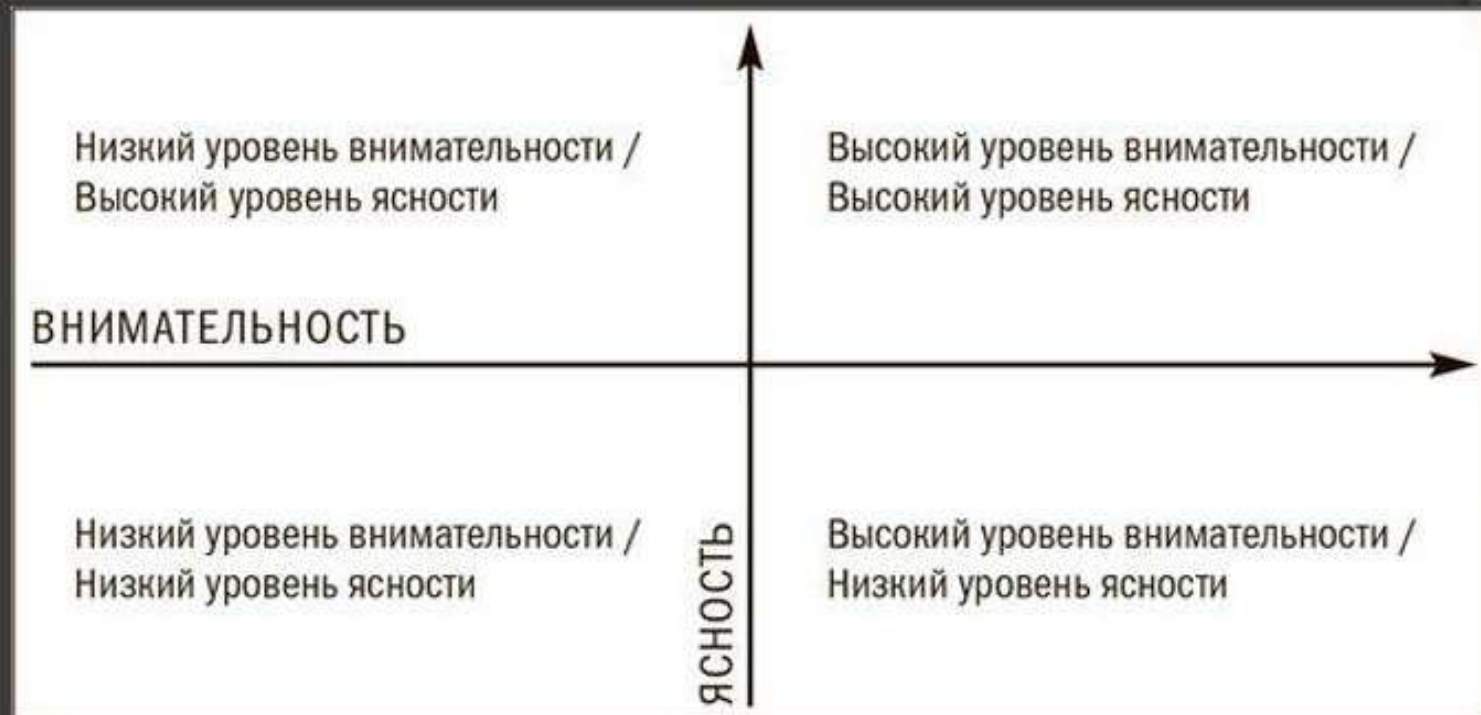 Низкий уровень внимательности /
Высокий уровень ясности
Высокий уровень внимательности /
Высокий уровень ясности
ВНИМАТЕЛЬНОСТЬ
Низкий уровень внимательности /
Низкий уровень ясности
ЯСНОСТЬ
Высокий уровень внимательности /
Низкий уровень ясности